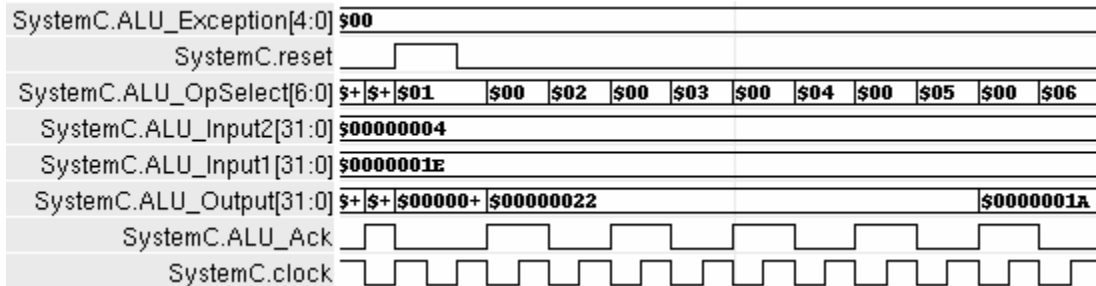 SystemC.ALU_Exception[4:0] $00
SystemC.reset
SystemC.ALU_OpSelect[6:0] $+ $+ $01 $00 $02 $00 $03 $00 $04 $00 $05 $00 $06
SystemC.ALU_Input2[31:0] $00000004
SystemC.ALU_Input1[31:0] $0000001E
SystemC.ALU_Output[31:0] $+ $+ $00000+ $00000022 $0000001A
SystemC.ALU_Ack
SystemC.clock